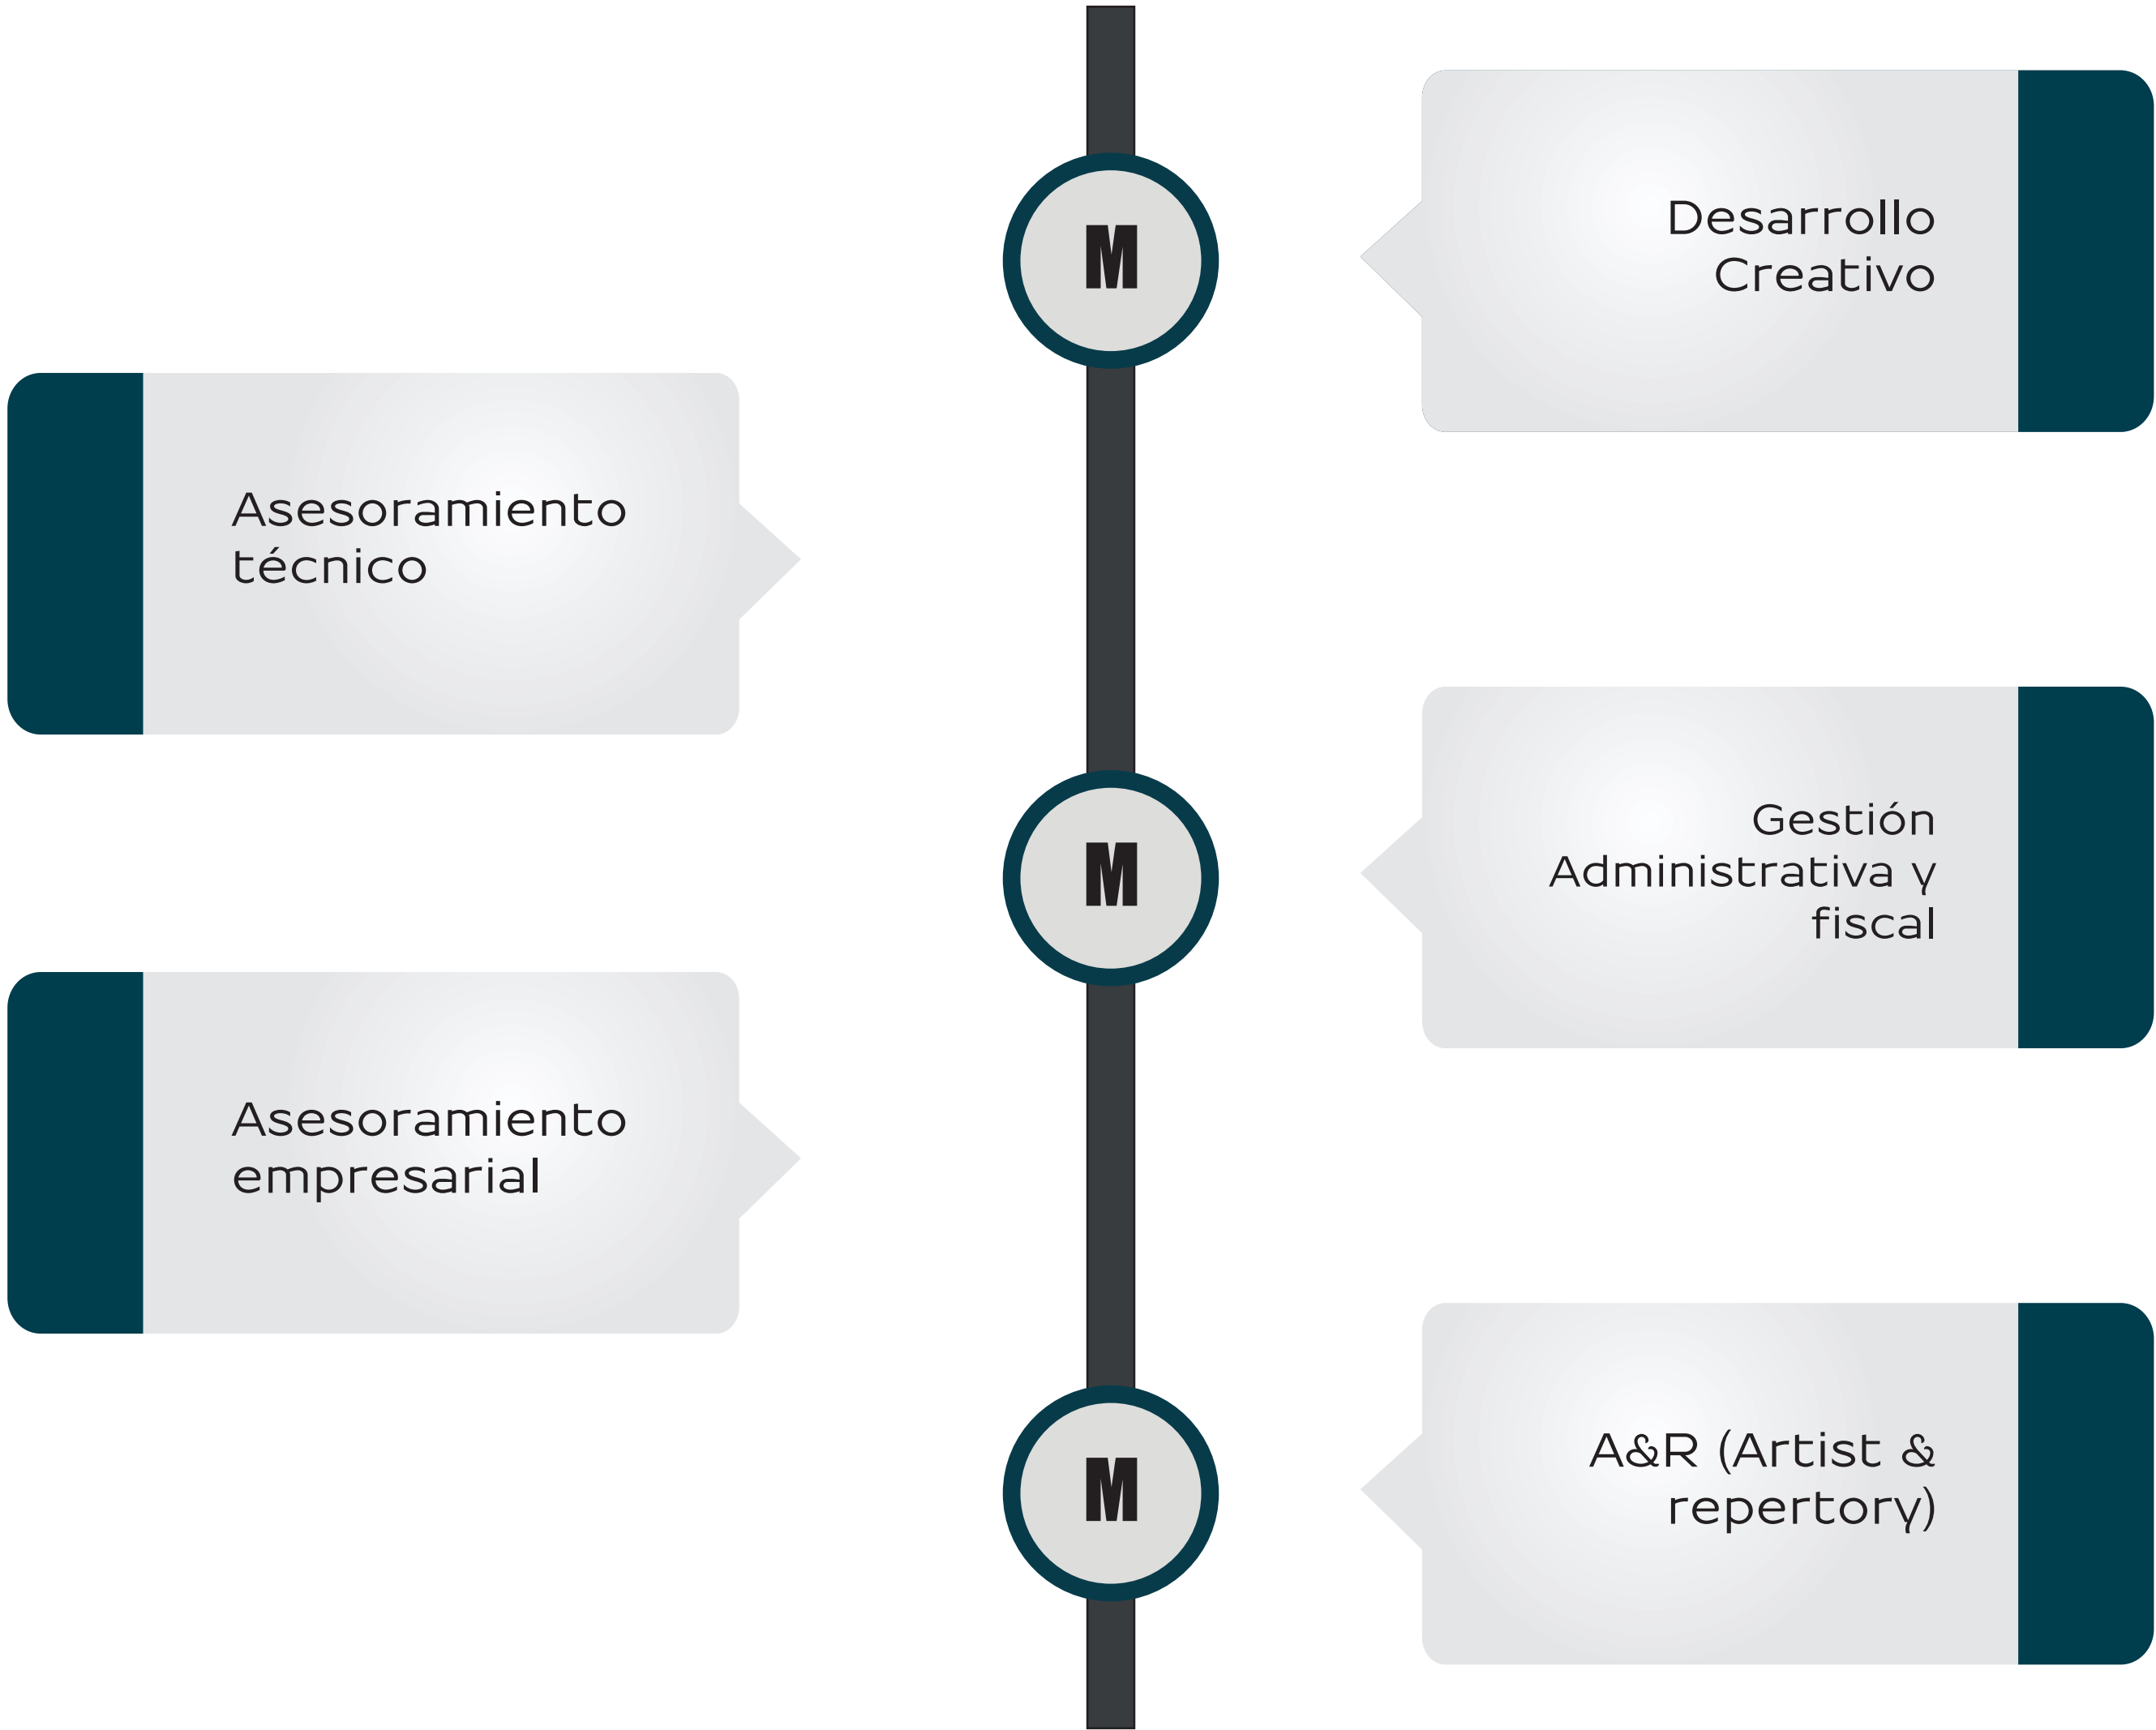 M
Desarrollo
Creativo
Asesoramiento
técnico
M
Gestión
Administrativa y
fiscal
Asesoramiento
empresarial
M
A&R (Artist &
repertory)